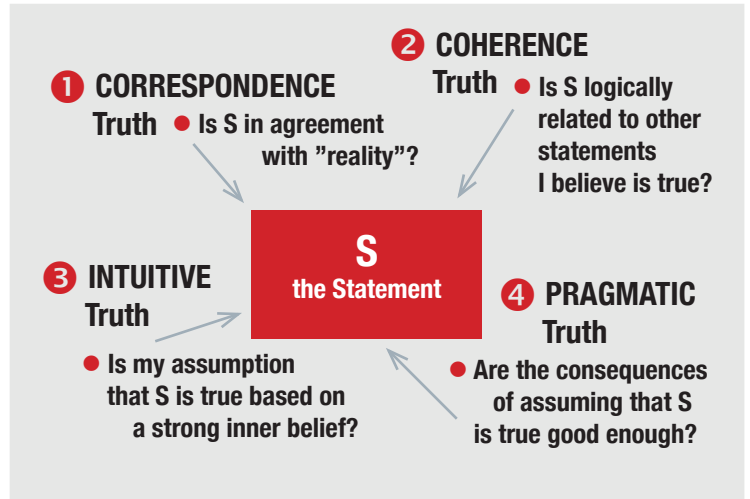 1 CORRESPONDENCE
Truth • Is S in agreement
with ”reality”?
2 COHERENCE
Truth • Is S logically
related to other
statements
I believe is true?
S
the Statement
3 INTUITIVE
Truth
• Is my assumption
that S is true based on
a strong inner belief?
4 PRAGMATIC
Truth
• Are the consequences
of assuming that S
is true good enough?